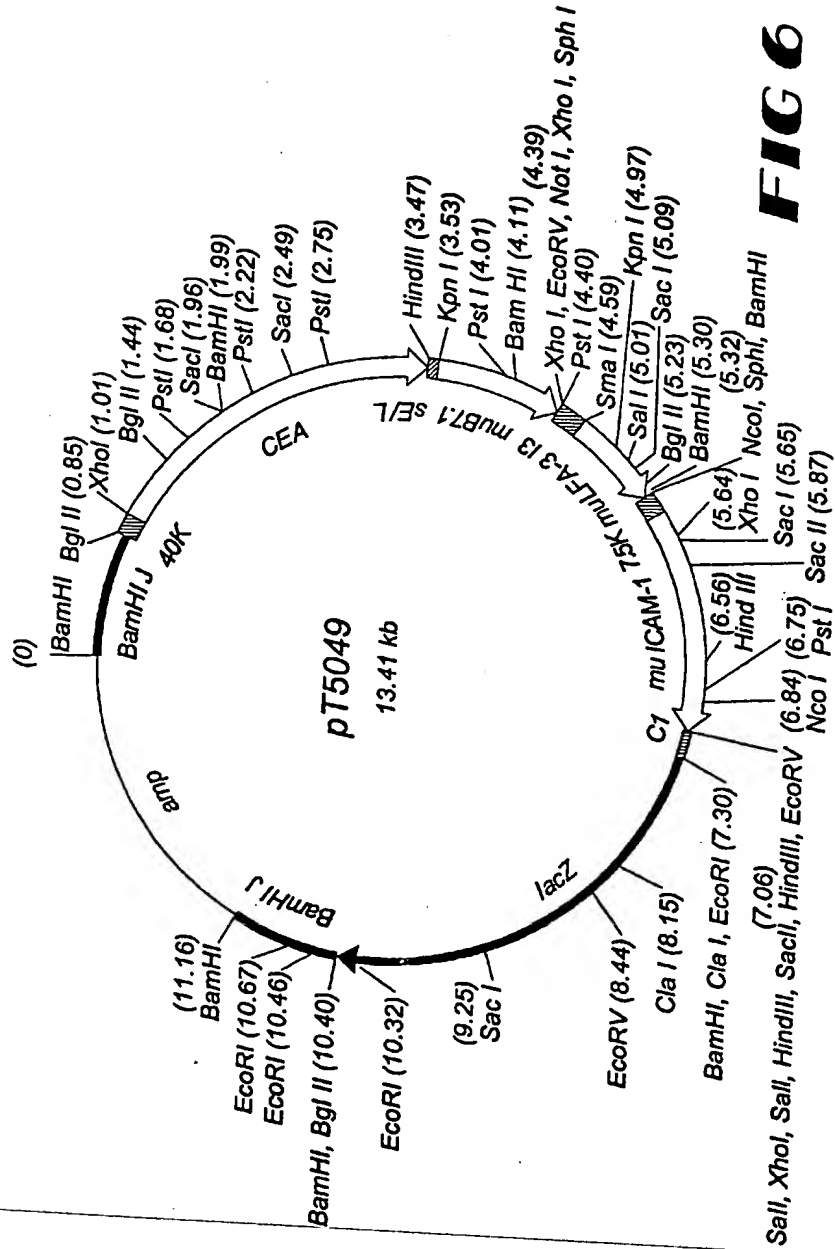 (0)
BamHI
Bgl II (0.85)
XhoI (1.01)
Bgl II (1.44)
PstI (1.68)
SacI (1.96)
BamHI (1.99)
PstI (2.22)
SacI (2.49)
PstI (2.75)
HindIII (3.47)
Kpn I (3.53)
Pst I (4.01)
Bam HI (4.11)
(4.39)
Xho I, EcoRV, Not I, Xho I, Sph I
Pst I (4.40)
Sma I (4.59)
Kpn I (4.97)
Sal I (5.01)
Sac I (5.09)
Bgl II (5.23)
BamHI (5.30)
(5.32)
NcoI, SphI, BamHI
(5.64)
Xho I
Sac I (5.65)
Sac II (5.87)
(6.56)
Hind III
(6.75)
Pst I
(6.84)
Nco I
(7.06)
SalI, XhoI, SalI, HindIII, SacII, HindIII, EcoRV
BamHI, Cla I, EcoRI (7.30)
Cla I (8.15)
EcoRV (8.44)
(9.25)
Sac I
EcoRI (10.32)
BamHI, Bgl II (10.40)
EcoRI (10.46)
EcoRI (10.67)
(11.16)
BamHI
BamHI J
40K
CEA
sE/L
muB7.1
I3
muLFA-3
7.5K
mu ICAM-1
C1
lacZ
BamHI J
amp
pT5049
13.41 kb
FIG 6